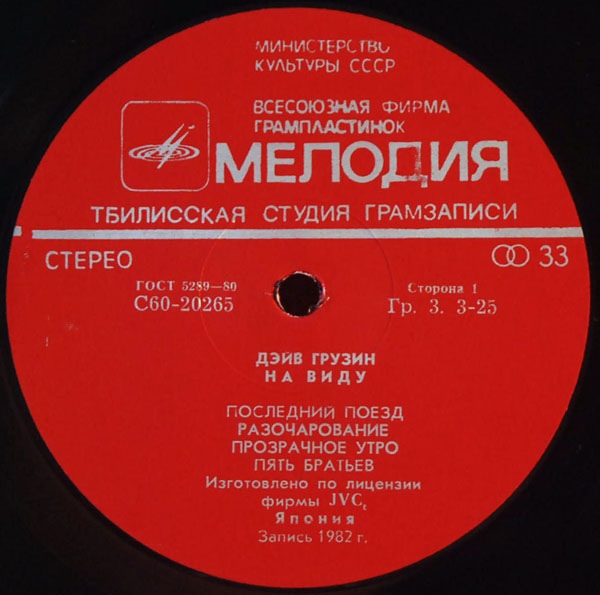 МИНИСТЕРСТВО
КУЛЬТУРЫ СССР
ВСЕСОЮЗНАЯ ФИРМА
ГРАМПЛАСТИНОК
МЕЛОДИЯ
ТБИЛИССКАЯ СТУДИЯ ГРАМЗАПИСИ
СТЕРЕО
33
ГОСТ 5289—80
С60-20265
Сторона 1
Гр. 3. 3-25
ДЭЙВ ГРУЗИН
НА ВИДУ
ПОСЛЕДНИЙ ПОЕЗД
РАЗОЧАРОВАНИЕ
ПРОЗРАЧНОЕ УТРО
ПЯТЬ БРАТЬЕВ
Изготовлено по лицензии
фирмы JVC,
Япония
Запись 1982 г.